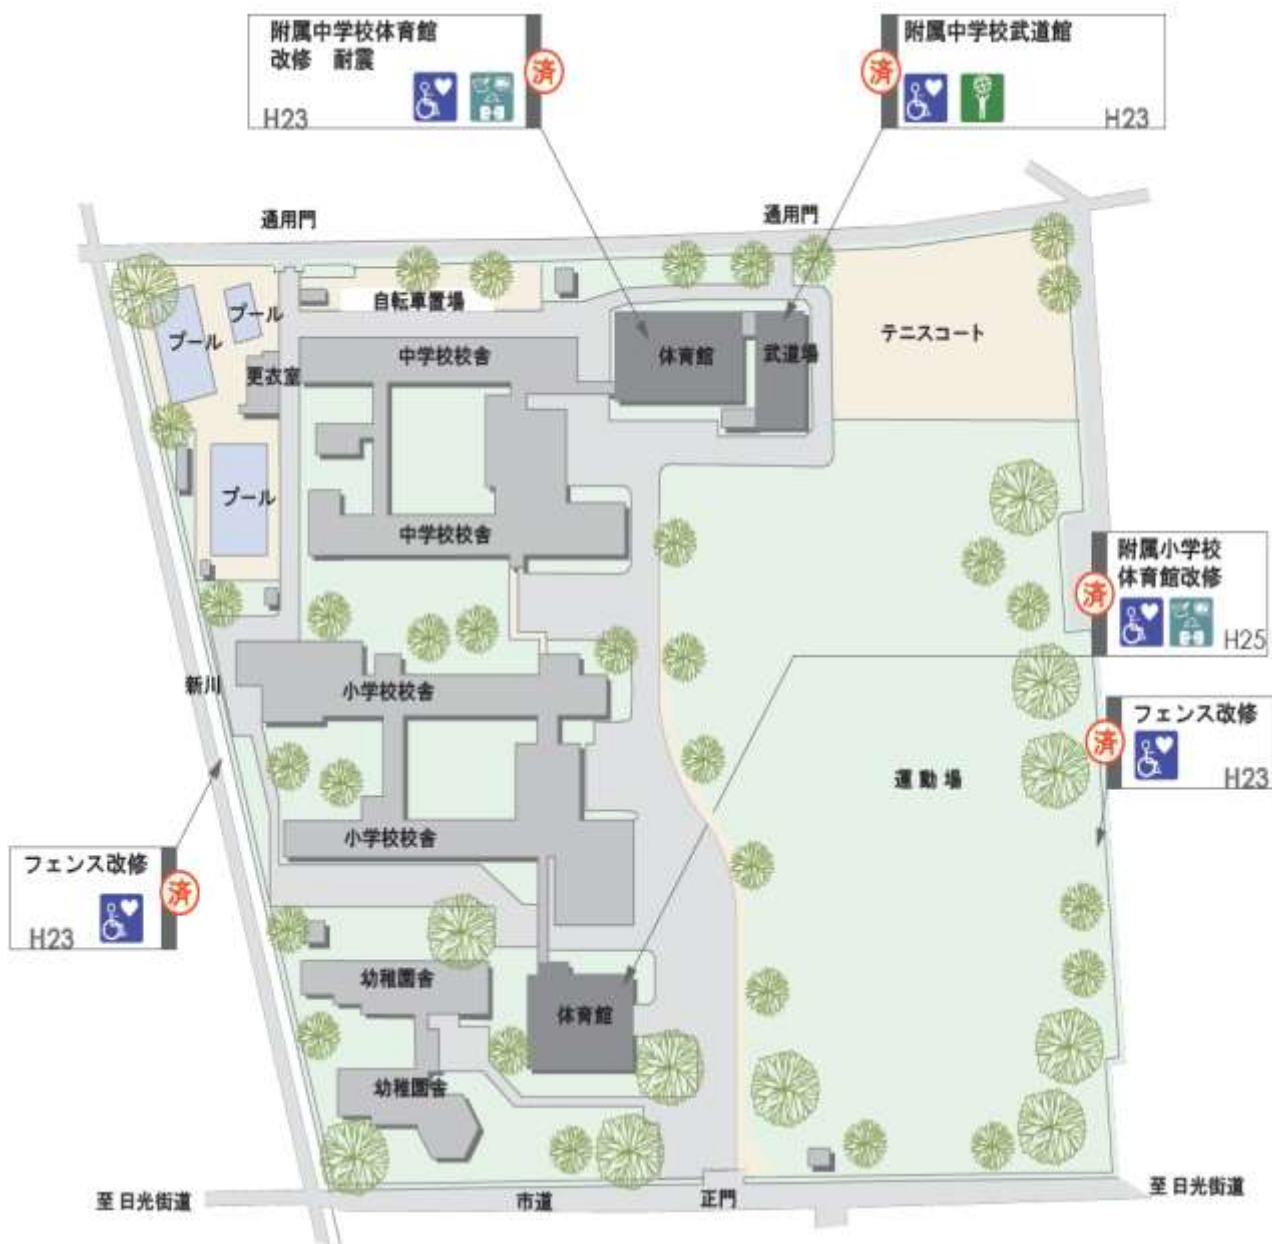 附属中学校体育館
改修 耐震
済
H23
附属中学校武道館
済
H23
通用門
通用門
自転車置場
プール
プール
更衣室
中学校校舎
体育館
武道場
テニスコート
プール
中学校校舎
附属小学校
体育館改修
済
H25
新川
小学校校舎
フェンス改修
済
H23
運動場
小学校校舎
フェンス改修
済
H23
幼稚園舎
体育館
幼稚園舎
至 日光街道
市道
正門
至 日光街道